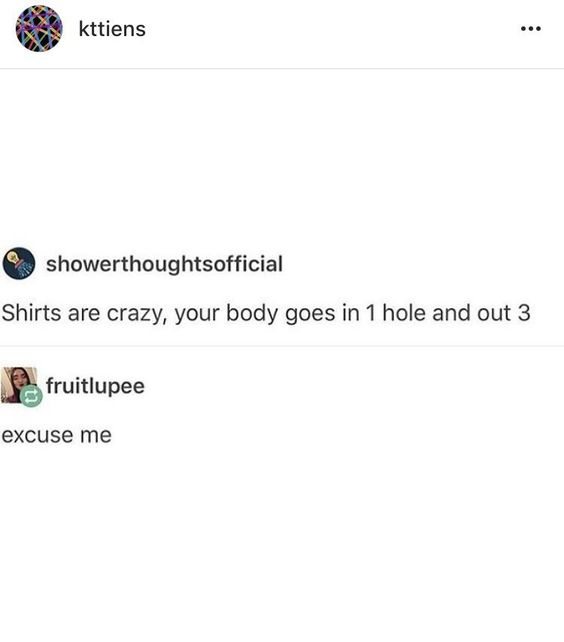 kttiens
showerthoughtsofficial
Shirts are crazy, your body goes in 1 hole and out 3
fruitlupee
excuse me